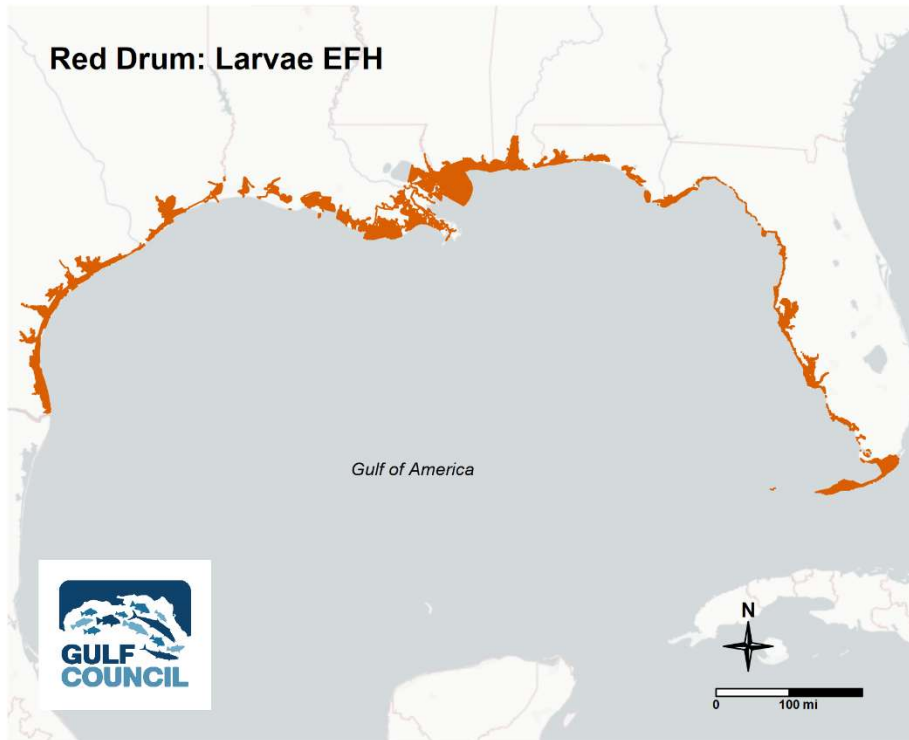 Red Drum: Larvae EFH
Gulf of America
GULF
COUNCIL
N
0 100 mi